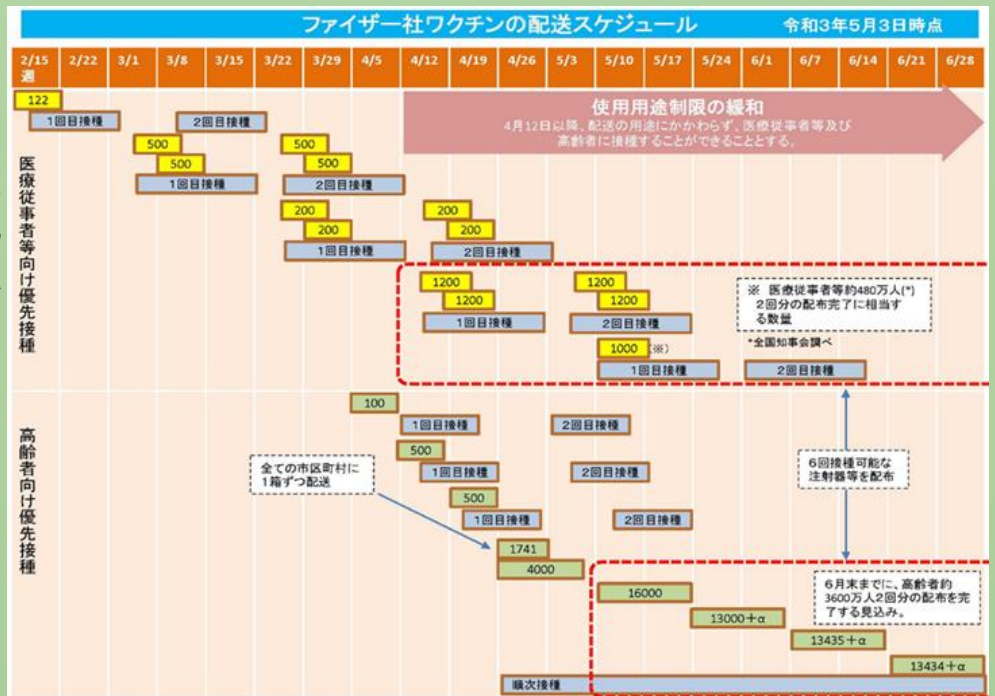 ファイザー社ワクチンの配送スケジュール
令和3年5月3日時点
2/15
週
2/22
3/1
3/8
3/15
3/22
3/29
4/5
4/12
4/19
4/26
5/3
5/10
5/17
5/24
6/1
6/7
6/14
6/21
6/28
使用用途制限の緩和
4月12日以降、配送の用途にかかわらず、医療従事者等及び
高齢者に接種することができることとする。
医療従事者等向け優先接種
122
1回目接種
2回目接種
500
500
500
500
1回目接種
2回目接種
200
200
200
200
1回目接種
2回目接種
1200
1200
1200
1200
1回目接種
2回目接種
1000
(※)
1回目接種
2回目接種
※ 医療従事者等約480万人(*)
2回分の配布完了に相当す
る数量
*全国知事会調べ
高齢者向け優先接種
100
1回目接種
2回目接種
500
1回目接種
2回目接種
500
1回目接種
2回目接種
全ての市区町村に
1箱ずつ配送
6回接種可能な
注射器等を配布
1741
4000
16000
13000+α
13435+α
13434+α
6月末までに、高齢者約
3600万人2回分の配布を完
了する見込み。
順次接種